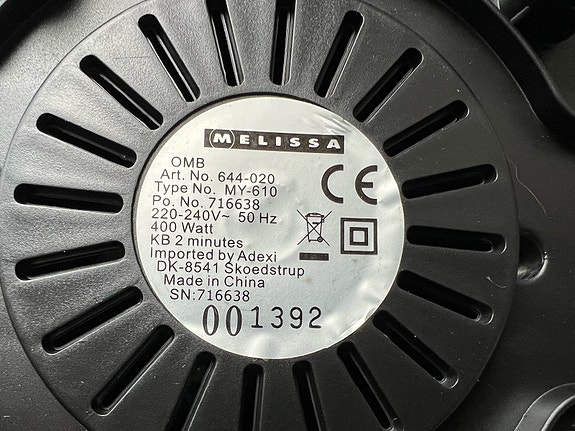 MELISSA
OMB
Art. No. 644-020
Type No. MY-610
Po. No. 716638
220-240V~ 50 Hz
400 Watt
KB 2 minutes
Imported by Adexi
DK-8541 Skoedstrup
Made in China
SN:716638
001392
CE